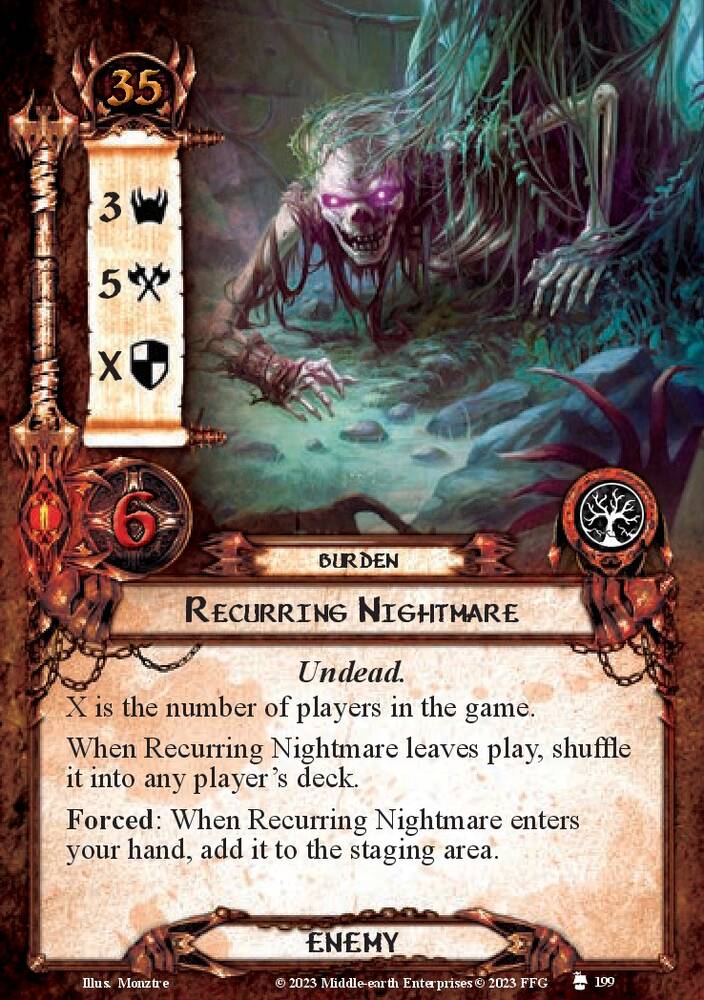 35
3
5
X
6
BURDEN
RECURRING NIGHTMARE
Undead.
X is the number of players in the game.
When Recurring Nightmare leaves play, shuffle
it into any player's deck.
Forced: When Recurring Nightmare enters
your hand, add it to the staging area.
ENEMY
Illus. Monztre © 2023 Middle-earth Enterprises © 2023 FFG 199